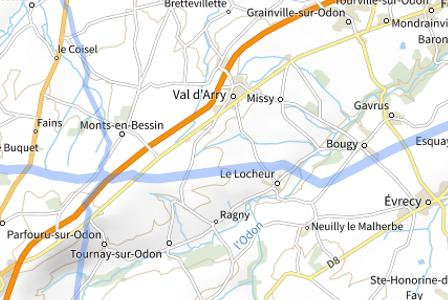 Brettevillette
Tourville-sur-Odon
Grainville-sur-Odon
Mondrainvil
Baron
le Coisel
Val d'Arry
Missy
Gavrus
Fains
Monts-en-Bessin
Buquet
Bougy
Esquay
Le Locheur
Évrecy
Ragny
l'Odon
Neuilly le Malherbe
Parfouru-sur-Odon
Tournay-sur-Odon
D8
Ste-Honorine-d
Fay